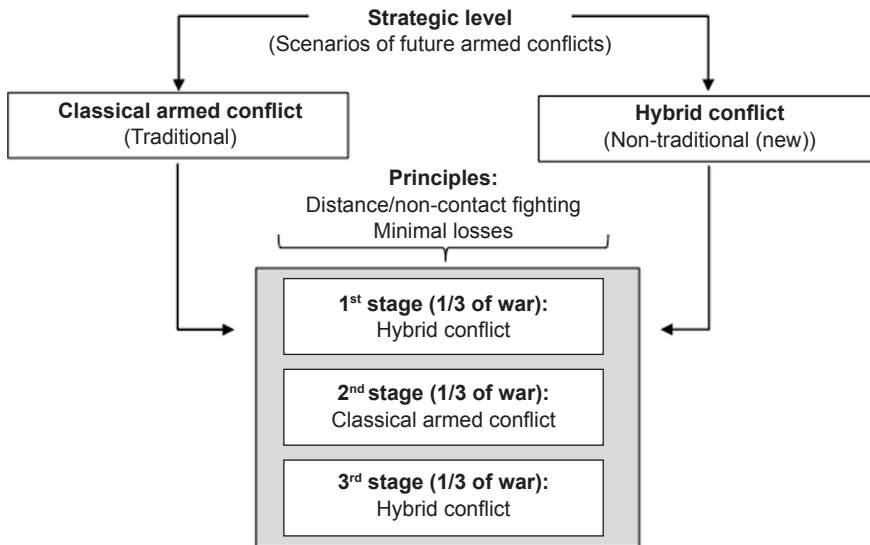 Strategic level
(Scenarios of future armed conflicts)
Classical armed conflict
(Traditional)
Hybrid conflict
(Non-traditional (new))
Principles:
Distance/non-contact fighting
Minimal losses
1st stage (1/3 of war):
Hybrid conflict
2nd stage (1/3 of war):
Classical armed conflict
3rd stage (1/3 of war):
Hybrid conflict